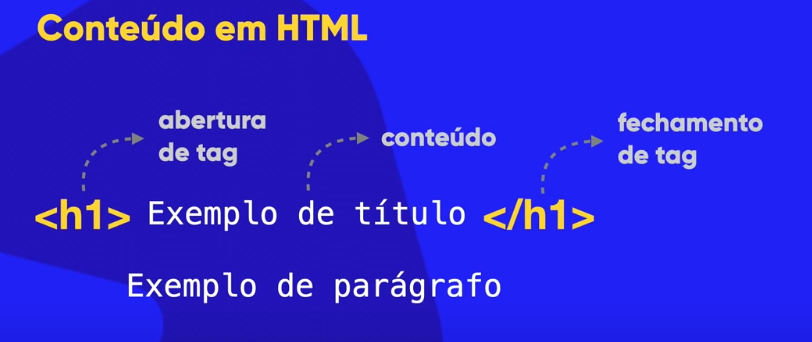 Conteúdo em HTML
abertura
de tag
conteúdo
fechamento
de tag
<h1> Exemplo de título </h1>
Exemplo de parágrafo